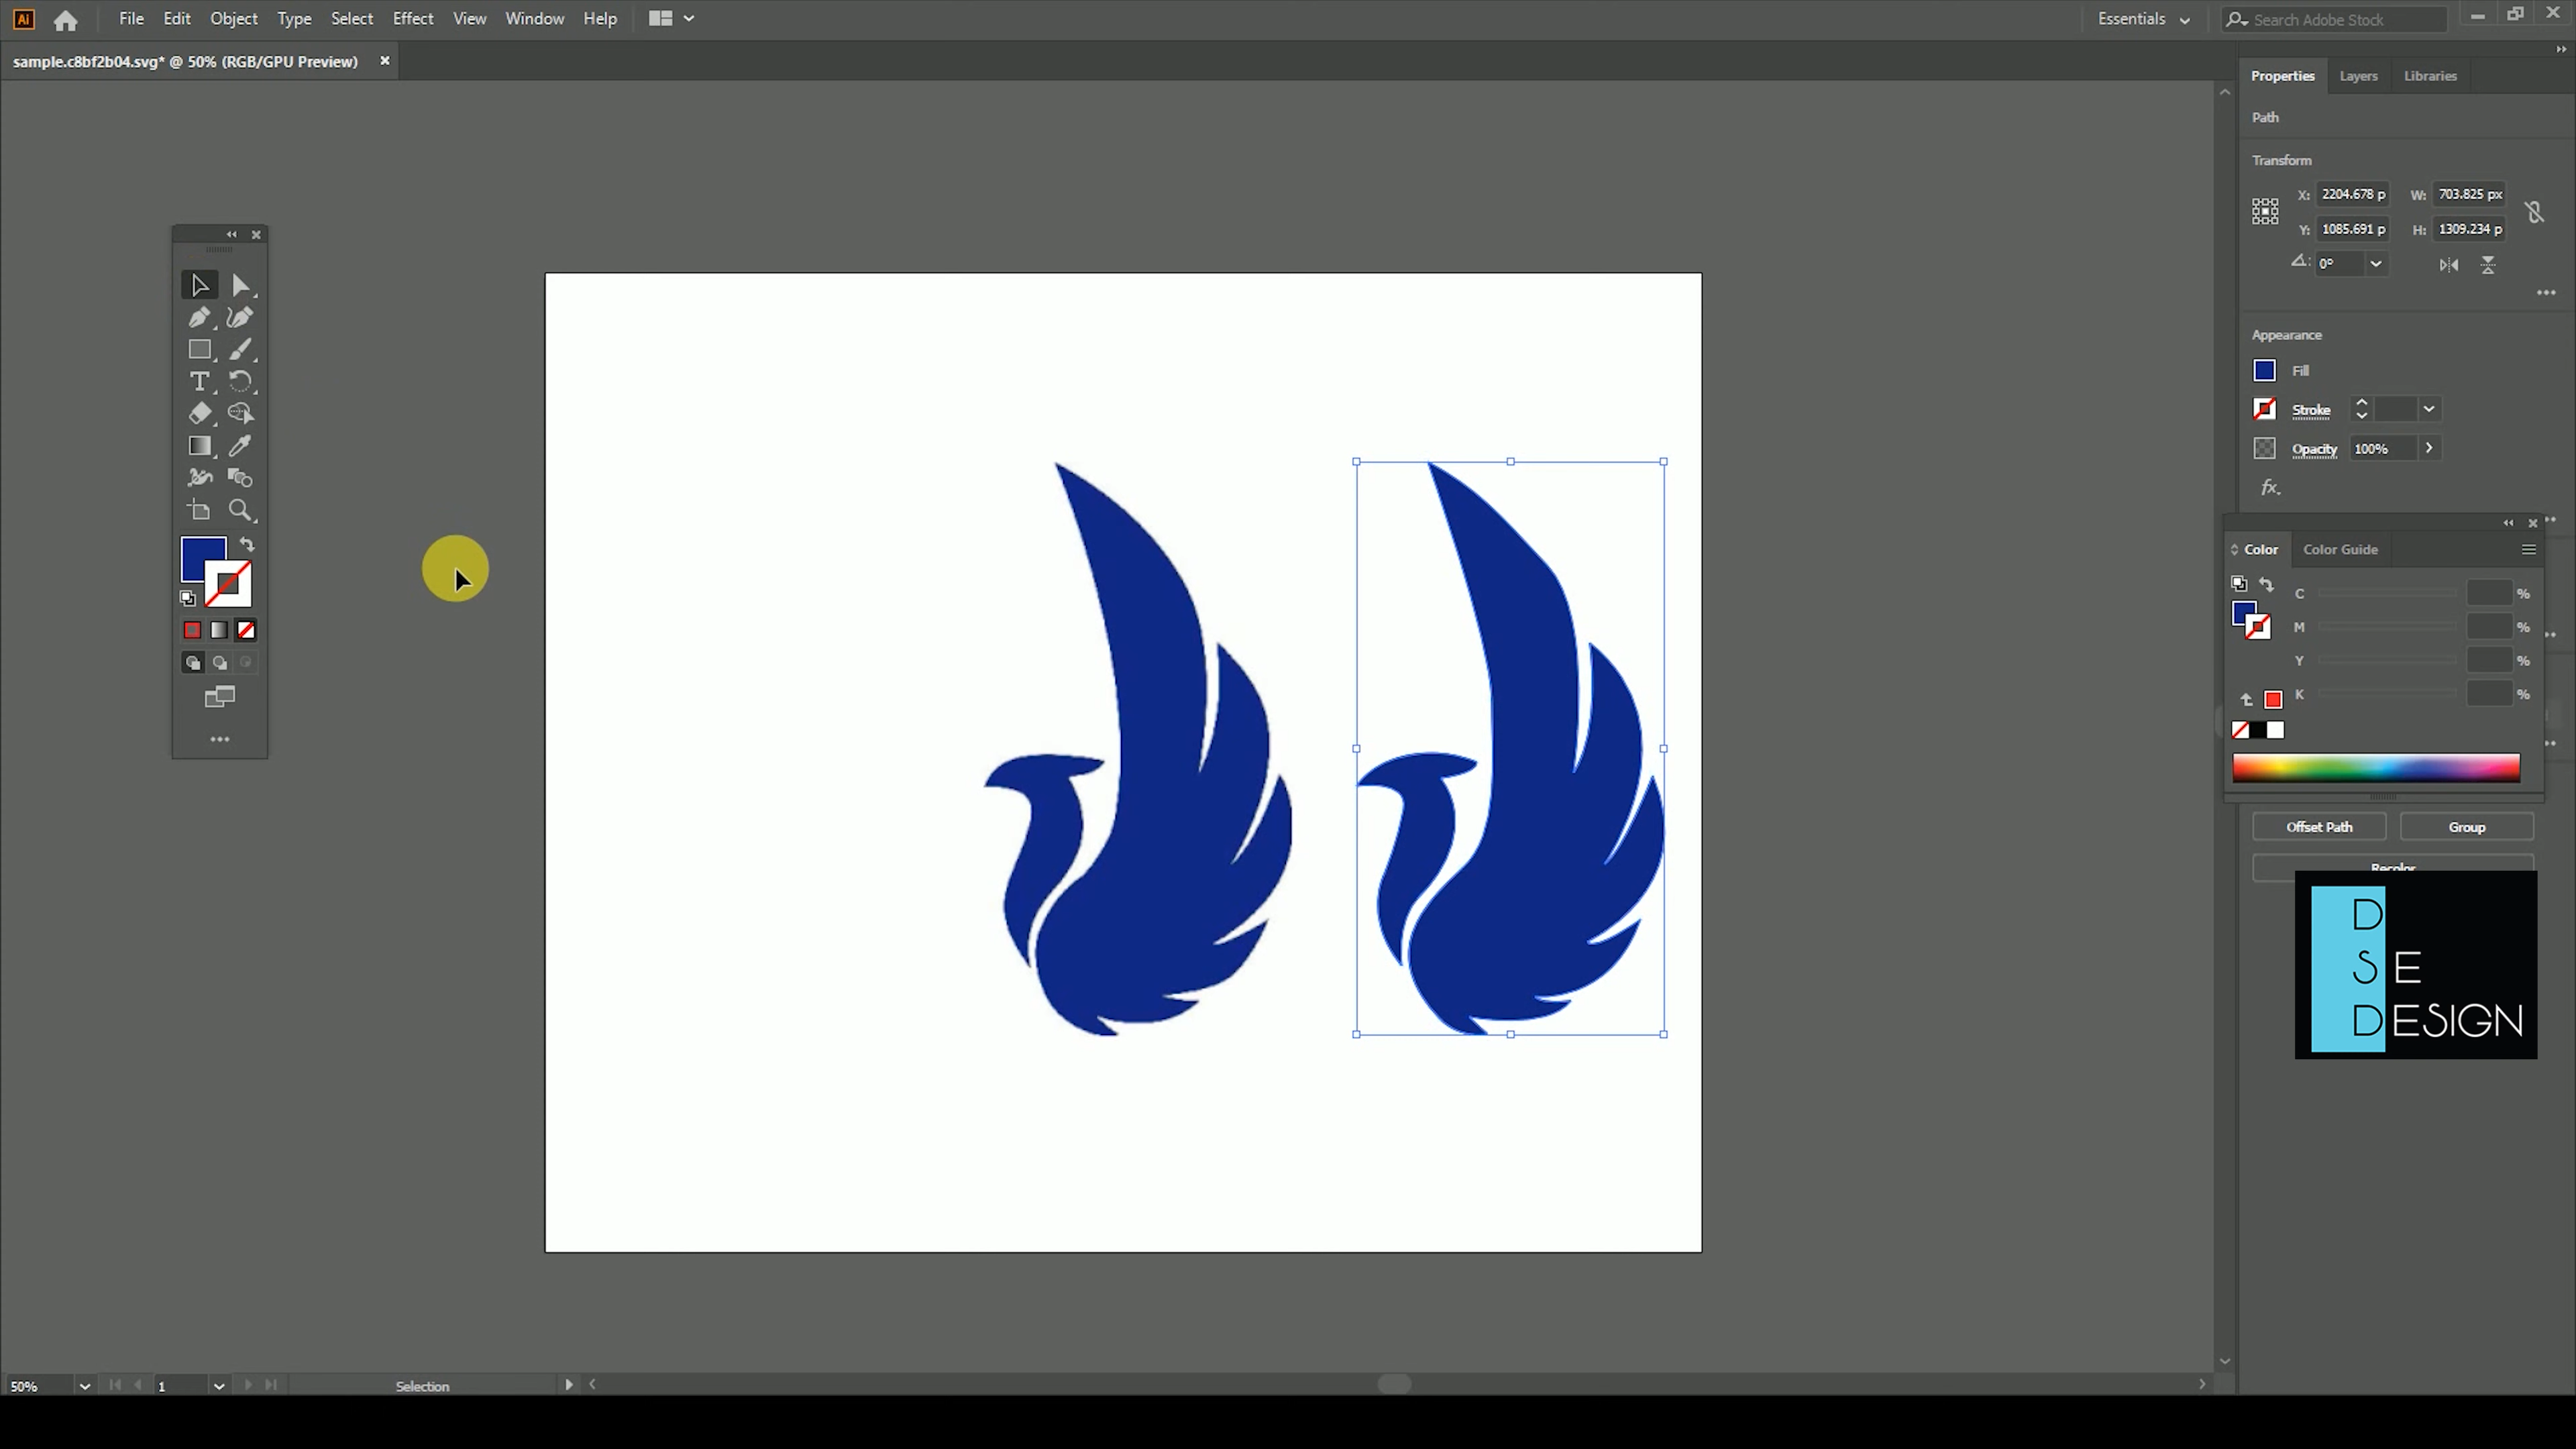 Ai File Edit Object Type Select Effect View Window Help Essentials Search Adobe Stock
sample.c8bf2b04.svg* @ 50% (RGB/GPU Preview)
Properties Layers Libraries
Path
Transform
X: 2204.678 p W: 703.825 px
Y: 1085.691 p H: 1309.234 p
0°
Appearance
Fill
Stroke
Opacity 100%
fx.
Color Color Guide
C %
M %
Y %
K %
Offset Path Group
Recolor
D
S E
DESIGN
50% 1 Selection